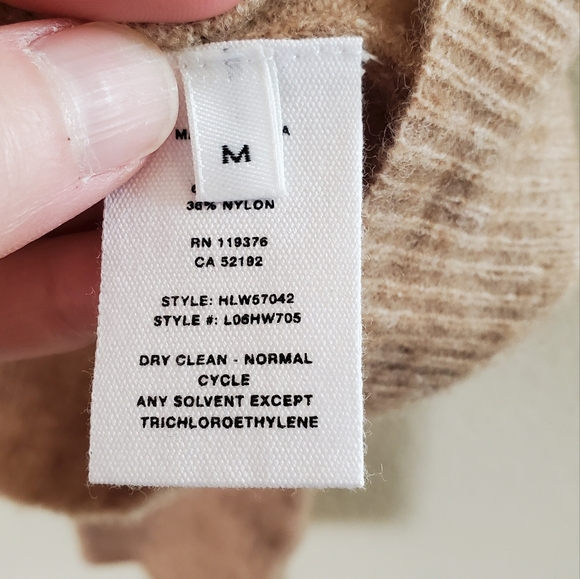 M
36% NYLON
RN 119376
CA 52192
STYLE: HLW57042
STYLE #: L06HW705
DRY CLEAN - NORMAL
CYCLE
ANY SOLVENT EXCEPT
TRICHLOROETHYLENE